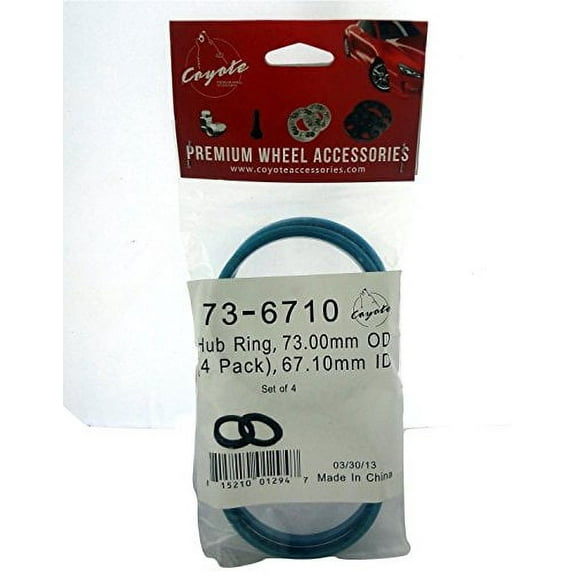 Coyote
PREMIUM WHEEL ACCESSORIES
www.coyoteaccessories.com
73-6710
Coyote
Hub Ring, 73.00mm OD
(4 Pack), 67.10mm ID
Set of 4
03/30/13
15210 01294 7
Made In China